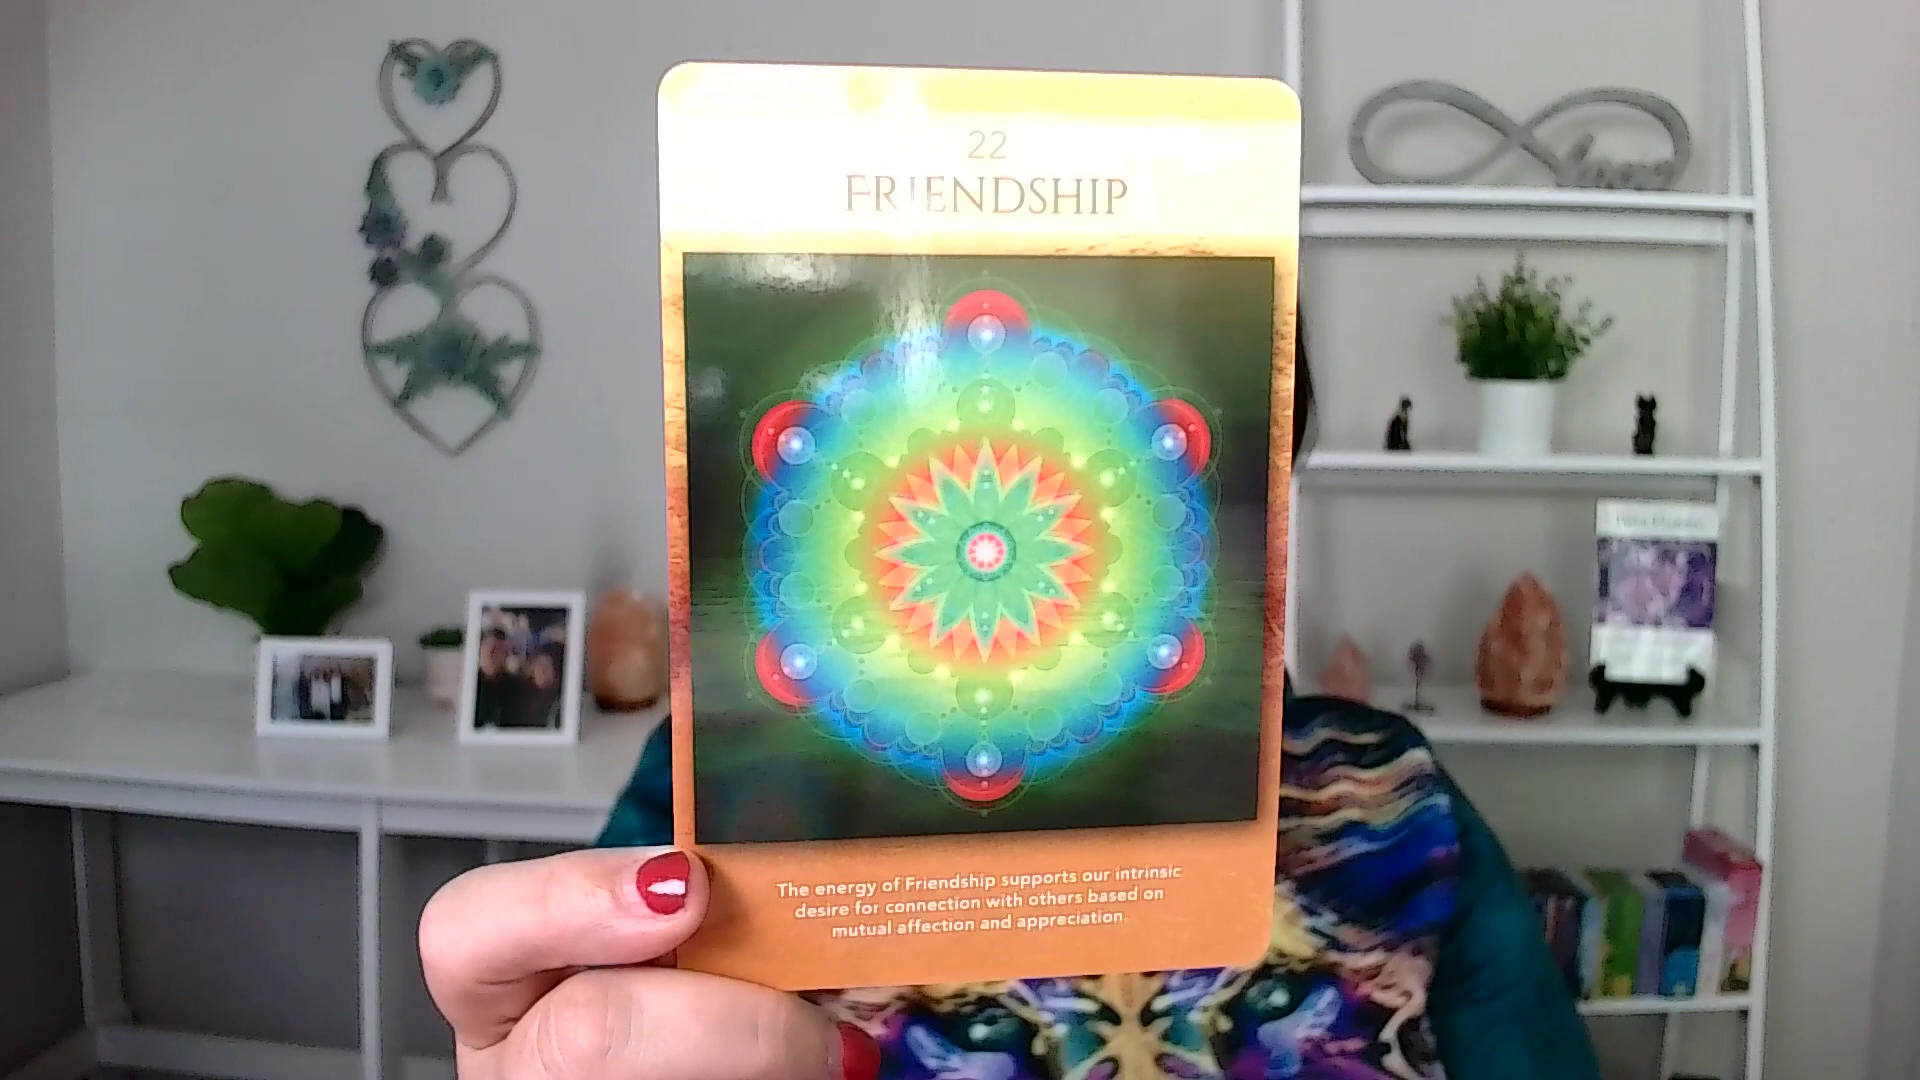 22
FRIENDSHIP
The energy of Friendship supports our intrinsic
desire for connection with others based on
mutual affection and appreciation.
love